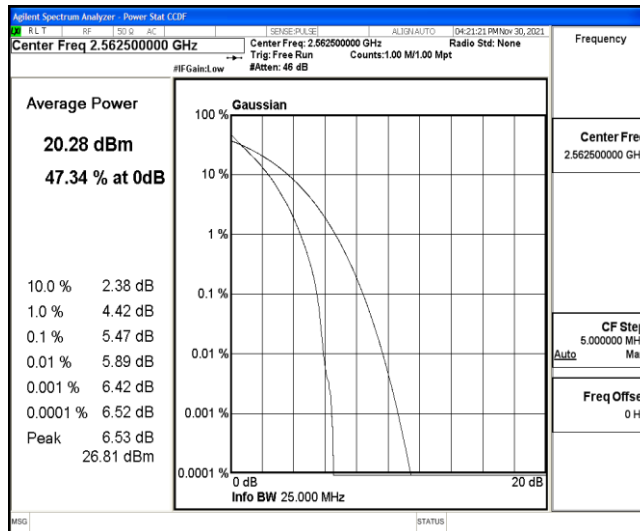 Agilent Spectrum Analyzer - Power Stat CCDF
R L T RF 50 Ω AC SENSE:PULSE ALIGN AUTO 04:21:21 PM Nov 30, 2021
Center Freq 2.562500000 GHz
Center Freq: 2.562500000 GHz Radio Std: None
Trig: Free Run Counts:1.00 M/1.00 Mpt
#IFGain:Low #Atten: 46 dB
Frequency
Average Power
20.28 dBm
47.34 % at 0dB
10.0 % 2.38 dB
1.0 % 4.42 dB
0.1 % 5.47 dB
0.01 % 5.89 dB
0.001 % 6.42 dB
0.0001 % 6.52 dB
Peak 6.53 dB
26.81 dBm
Gaussian
100 %
10 %
1 %
0.1 %
0.01 %
0.001 %
0.0001 %
0 dB 20 dB
Info BW 25.000 MHz
Center Fre
2.562500000 GH
CF Step
5.000000 MH
Auto Ma
Freq Offse
0 H
MSG STATUS